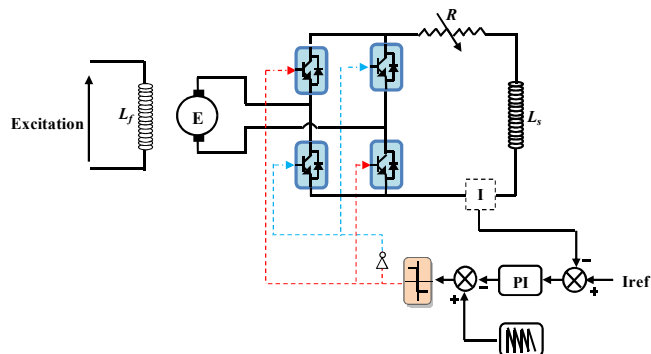 R
L_f
E
Excitation
L_s
I
−
−
PI
Iref
+
+